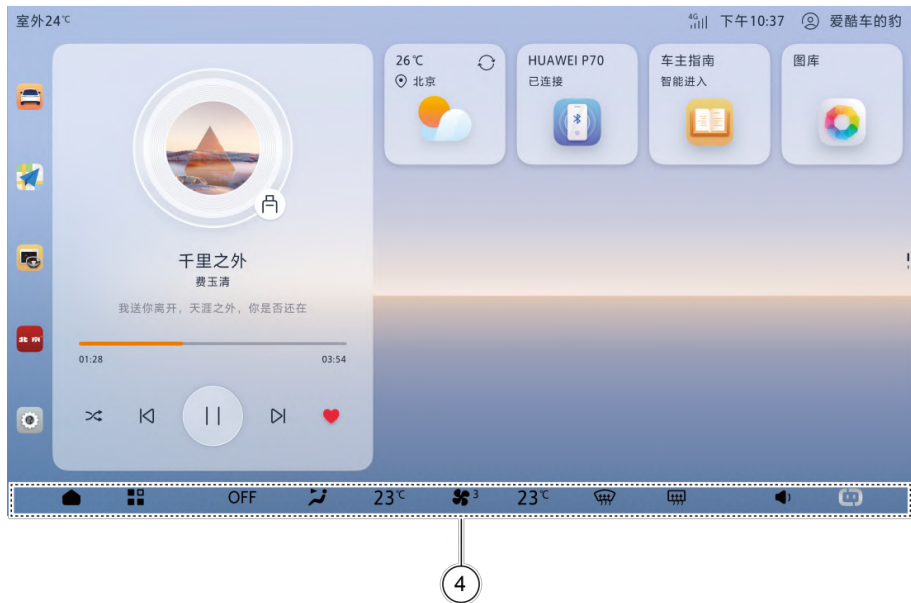 室外24℃
4G
下午10:37
爱酷车的豹
26℃
北京
HUAWEI P70
已连接
车主指南
智能进入
图库
北京
千里之外
费玉清
我送你离开，天涯之外，你是否还在
01:28
03:54
OFF
23℃
3
23℃
4